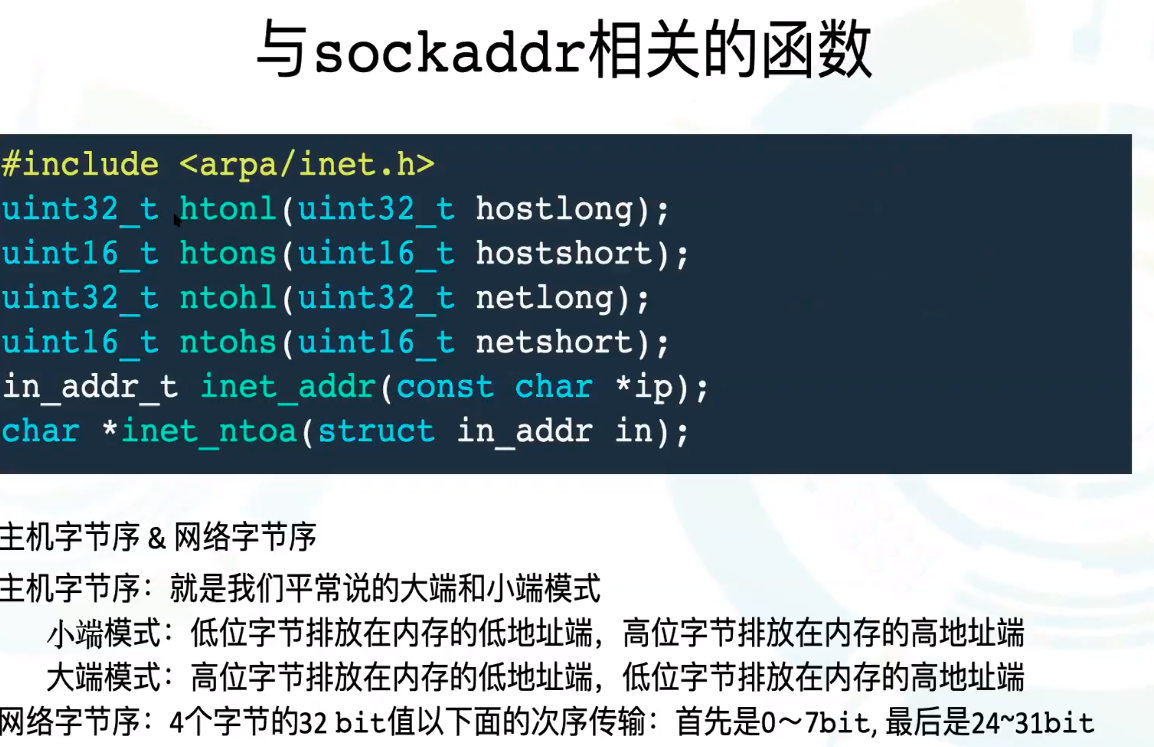 与sockaddr相关的函数
#include <arpa/inet.h>
uint32_t htonl(uint32_t hostlong);
uint16_t htons(uint16_t hostshort);
uint32_t ntohl(uint32_t netlong);
uint16_t ntohs(uint16_t netshort);
in_addr_t inet_addr(const char *ip);
char *inet_ntoa(struct in_addr in);
主机字节序 & 网络字节序
主机字节序：就是我们平常说的大端和小端模式
小端模式：低位字节排放在内存的低地址端，高位字节排放在内存的高地址端
大端模式：高位字节排放在内存的低地址端，低位字节排放在内存的高地址端
网络字节序：4个字节的32 bit值以下面的次序传输：首先是0～7bit, 最后是24~31bit